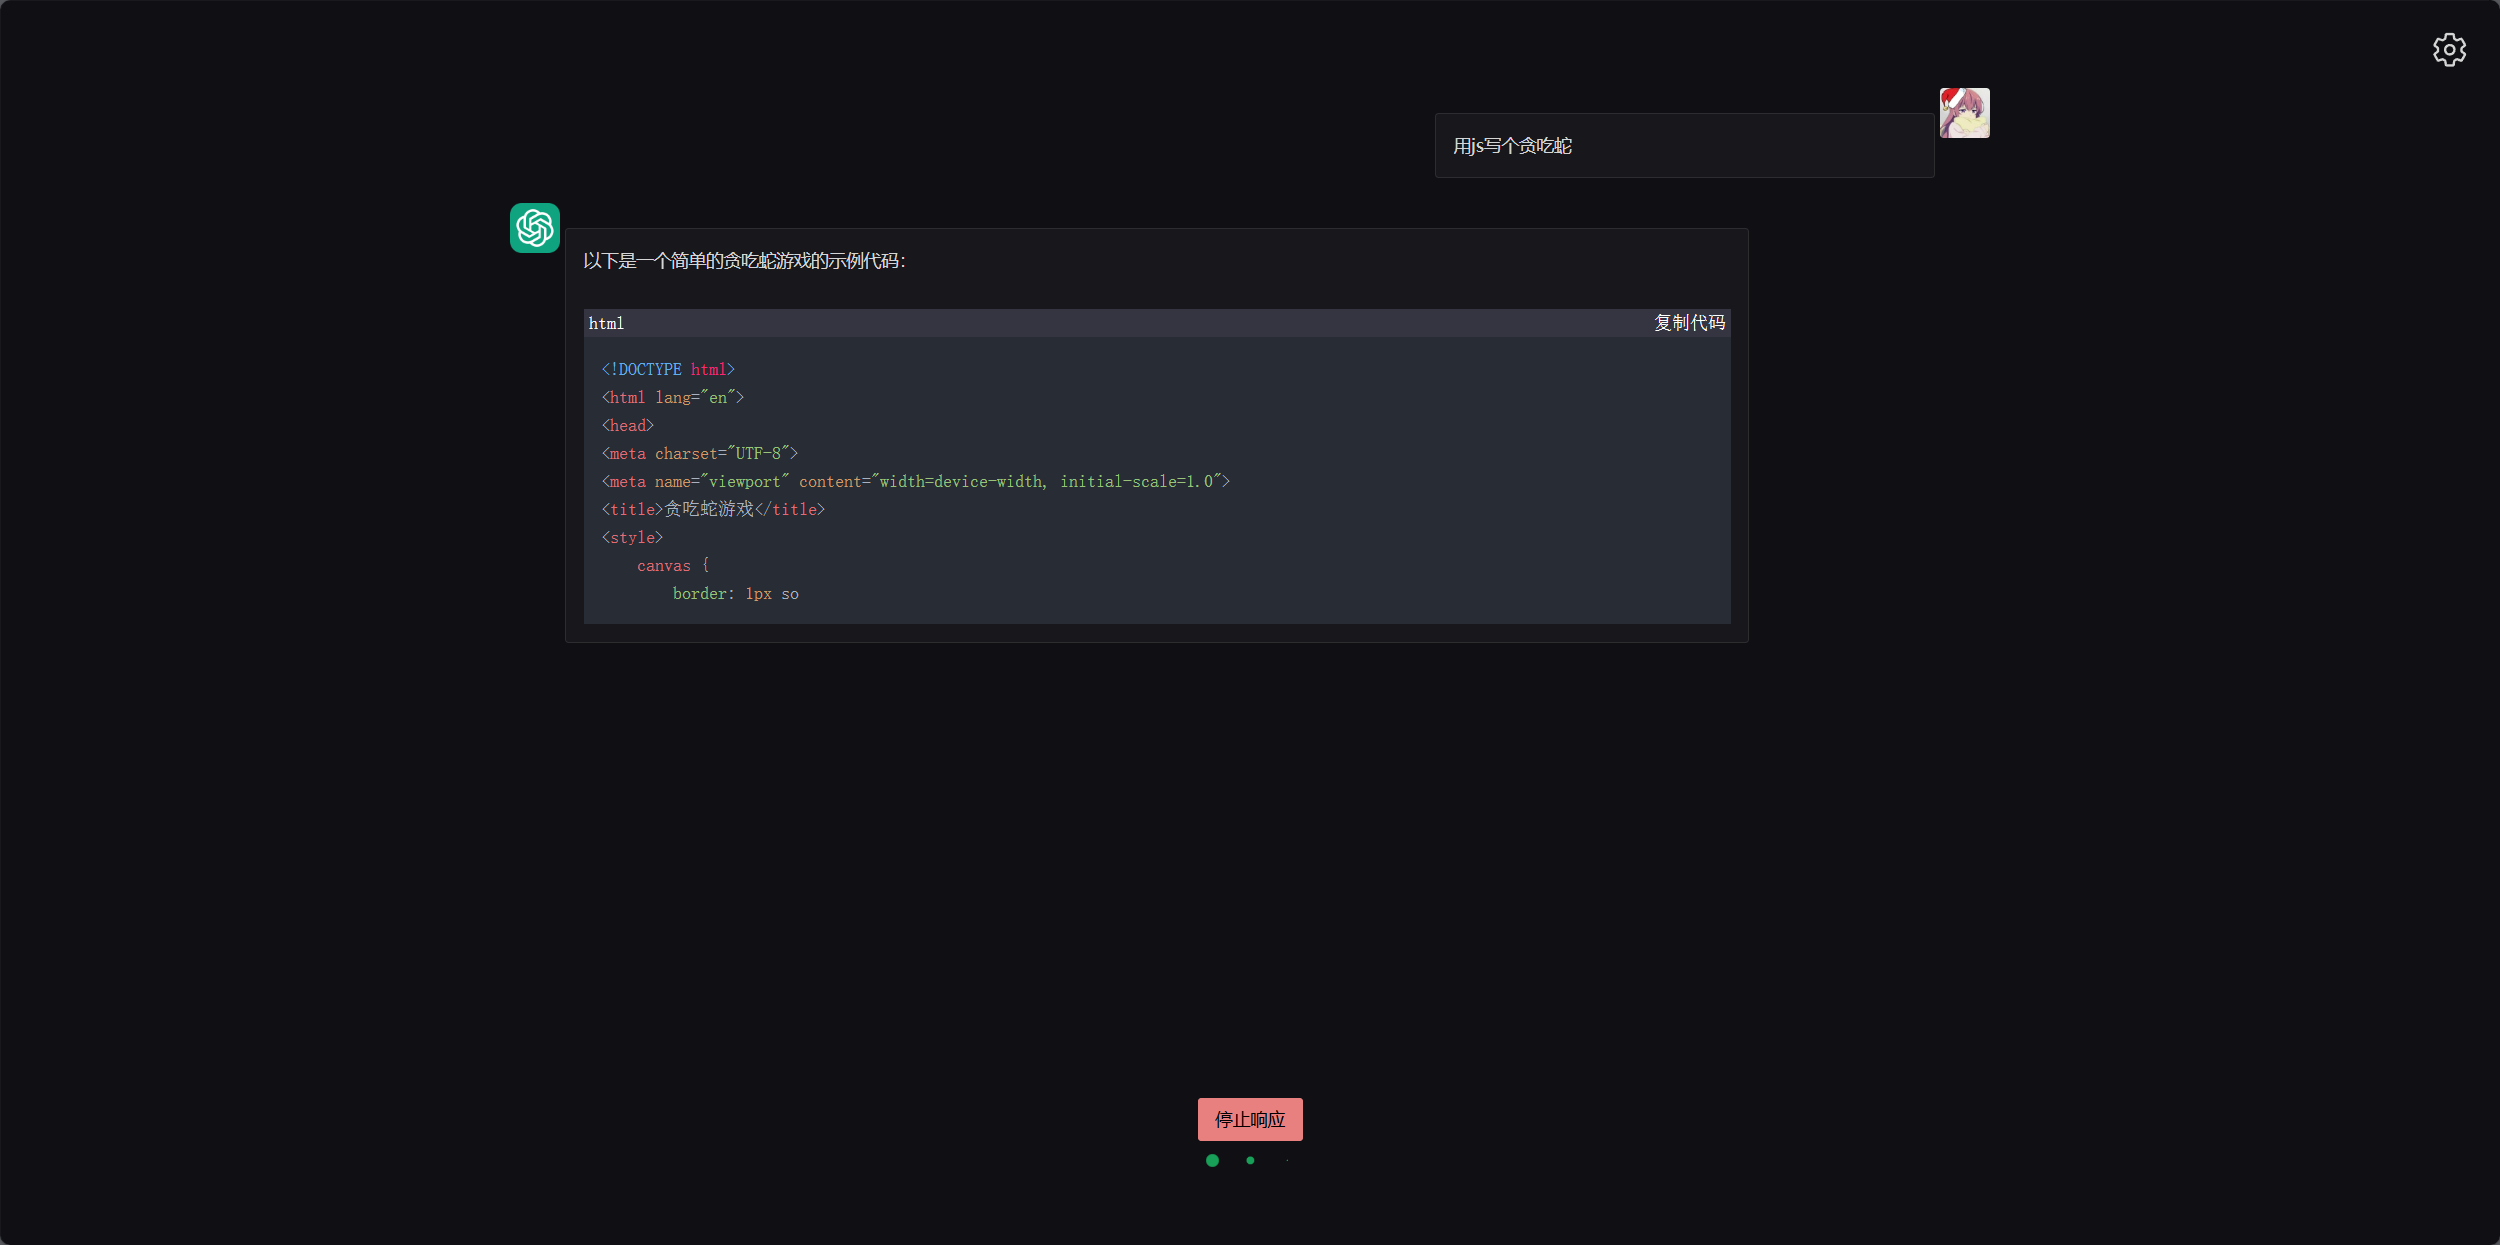 用js写个贪吃蛇
以下是一个简单的贪吃蛇游戏的示例代码：
html 复制代码
<!DOCTYPE html>
<html lang="en">
<head>
<meta charset="UTF-8">
<meta name="viewport" content="width=device-width, initial-scale=1.0">
<title>贪吃蛇游戏</title>
<style>
    canvas {
        border: 1px so
停止响应